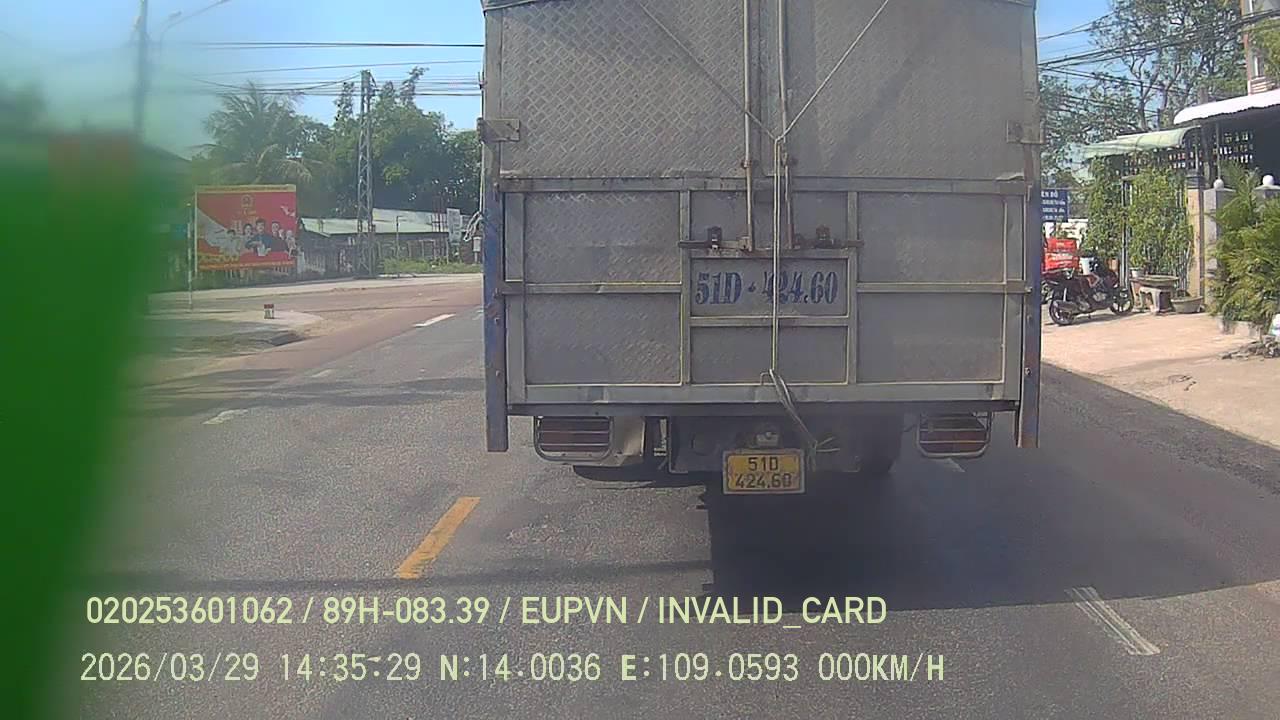 51D - 424.60
51D
424.60
020253601062 / 89H-083.39 / EUPVN / INVALID_CARD
2026/03/29 14:35:29 N:14.0036 E:109.0593 000KM/H